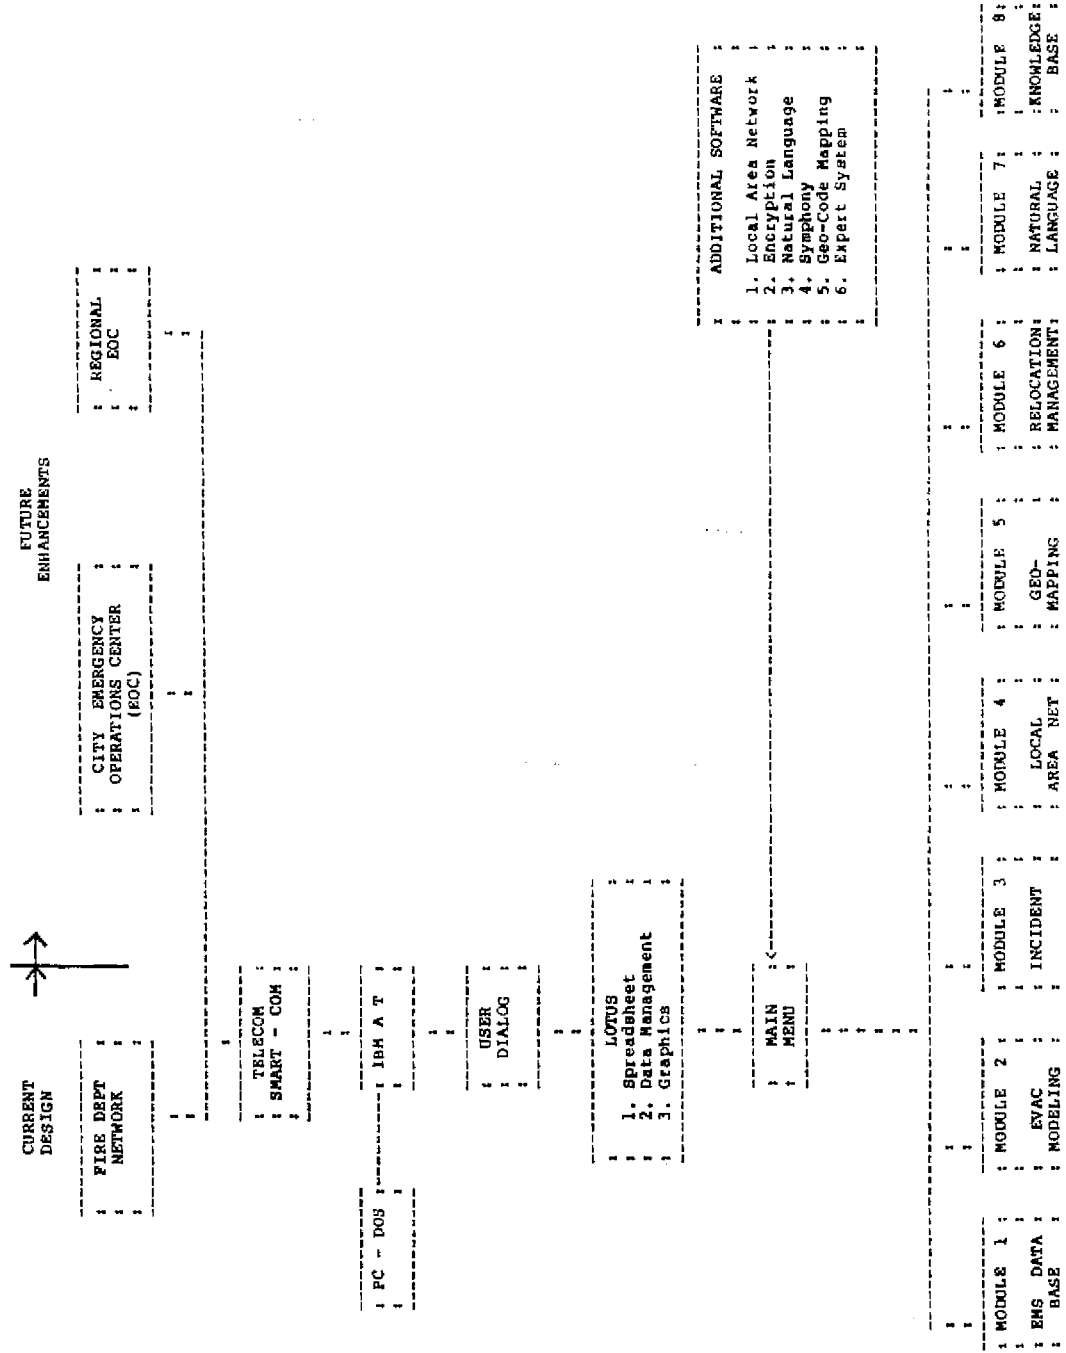 CURRENT
DESIGN
FUTURE
ENHANCEMENTS
FIRE DEPT
NETWORK
CITY EMERGENCY
OPERATIONS CENTER
(EOC)
REGIONAL
EOC
TELECOM
SMART - COM
PC - DOS
IBM A T
USER
DIALOG
LOTUS
1. Spreadsheet
2. Data Management
3. Graphics
MAIN
MENU
ADDITIONAL SOFTWARE
1. Local Area Network
2. Encryption
3. Natural Language
4. Symphony
5. Geo-Code Mapping
6. Expert System
MODULE 1
EMS DATA
BASE
MODULE 2
EVAC
MODELING
MODULE 3
INCIDENT
MODULE 4
LOCAL
AREA NET
MODULE 5
GEO-
MAPPING
MODULE 6
RELOCATION
MANAGEMENT
MODULE 7
NATURAL
LANGUAGE
MODULE 8
KNOWLEDGE
BASE